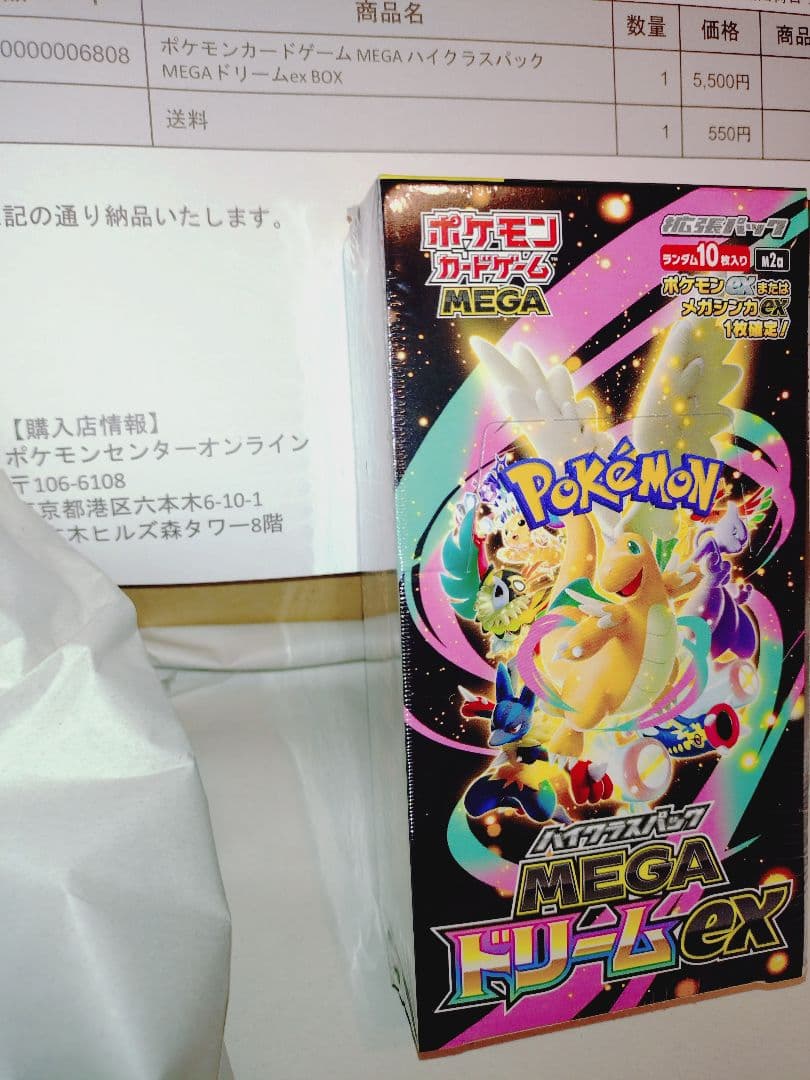 商品名
数量
価格
商品
0000006808
ポケモンカードゲーム MEGA ハイクラスパック
MEGAドリームex BOX
1
5,500円
送料
1
550円
記の通り納品いたします。
【購入店情報】
ポケモンセンターオンライン
〒106-6108
京都港区六本木6-10-1
木ヒルズ森タワー8階
ポケモン
カードゲーム
MEGA
拡張パック
ランダム10枚入り
M2a
ポケモンexまたは
メガシンカex
1枚確定!
POKéMON
ハイクラスパック
MEGA
ドリームex